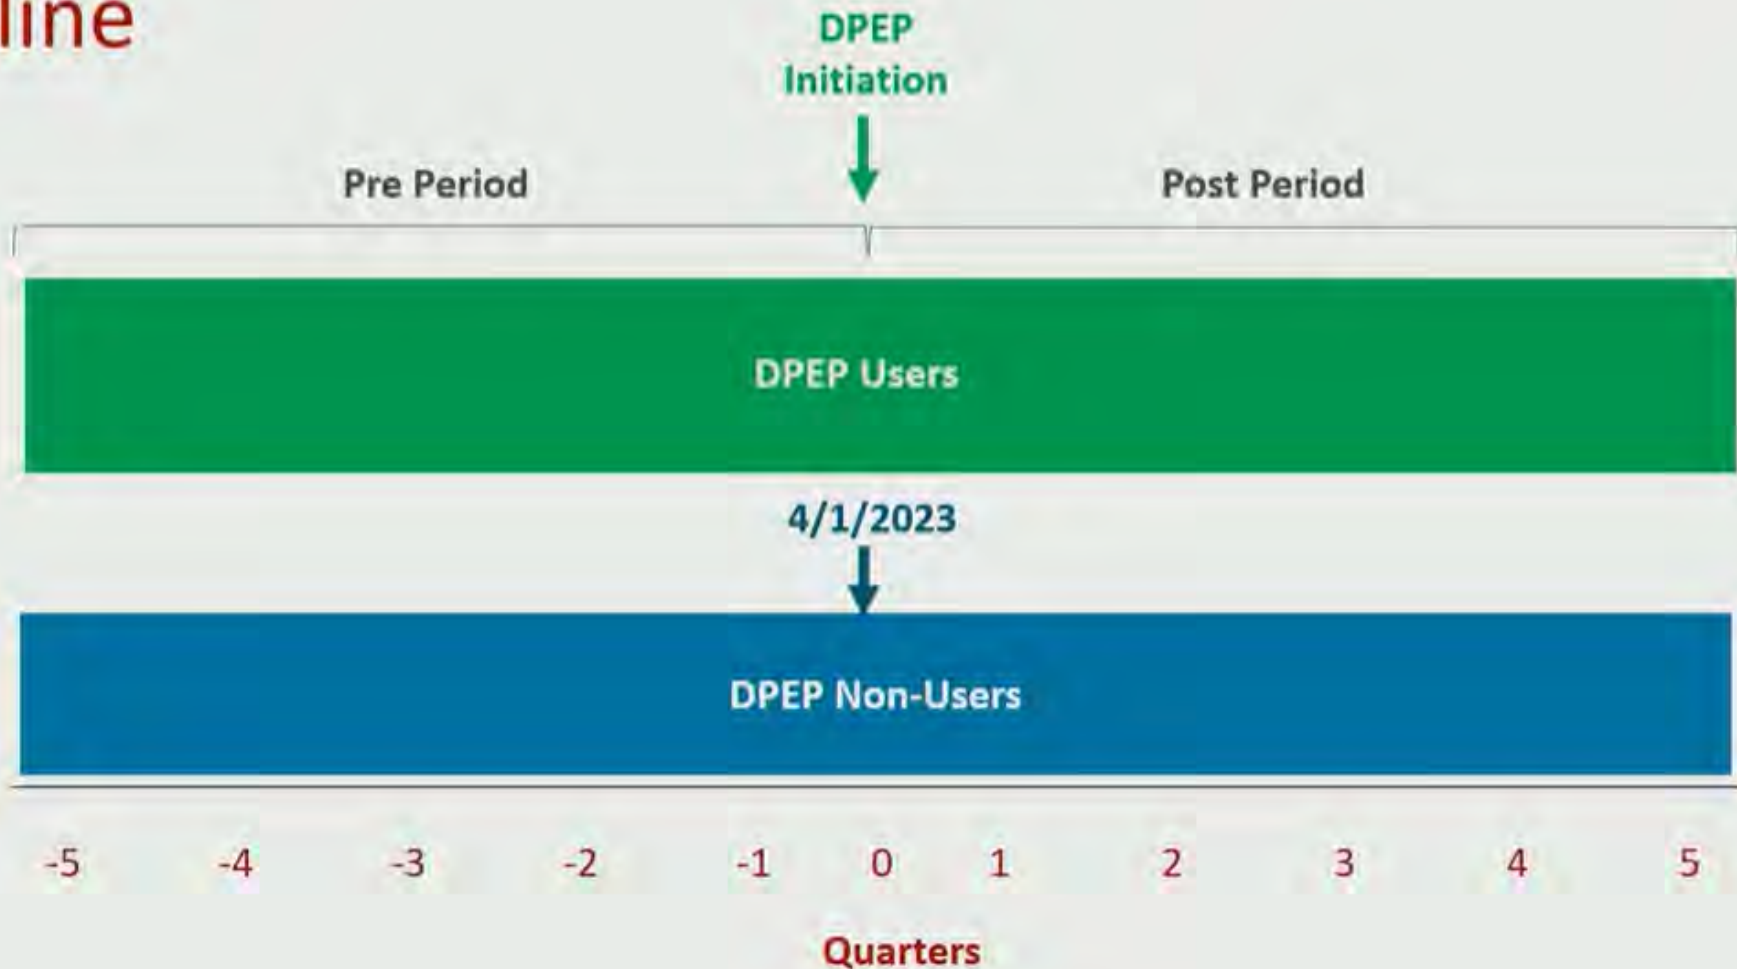 line
DPEP
Initiation
Pre Period
Post Period
DPEP Users
4/1/2023
DPEP Non-Users
-5 -4 -3 -2 -1 0 1 2 3 4 5
Quarters